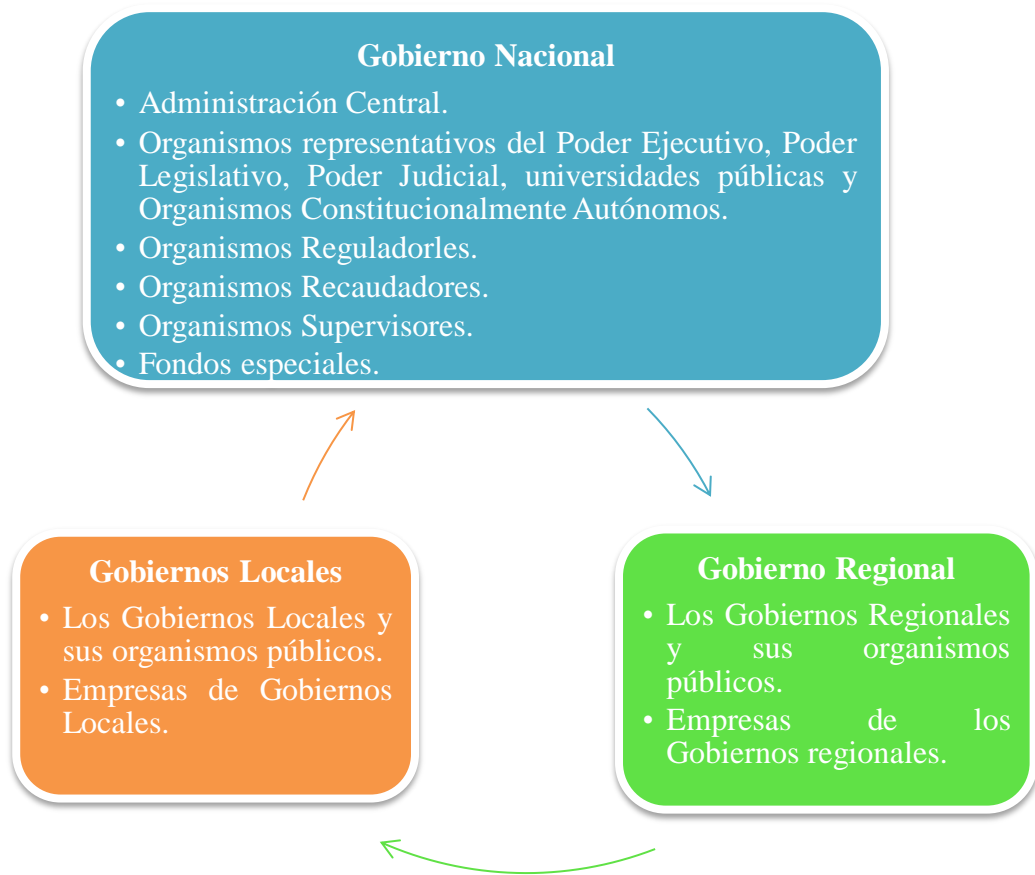 Gobierno Nacional
• Administración Central.
• Organismos representativos del Poder Ejecutivo, Poder
Legislativo, Poder Judicial, universidades públicas y
Organismos Constitucionalmente Autónomos.
• Organismos Reguladorles.
• Organismos Recaudadores.
• Organismos Supervisores.
• Fondos especiales.
Gobiernos Locales
• Los Gobiernos Locales y
sus organismos públicos.
• Empresas de Gobiernos
Locales.
Gobierno Regional
• Los Gobiernos Regionales
y sus organismos
públicos.
• Empresas de los
Gobiernos regionales.